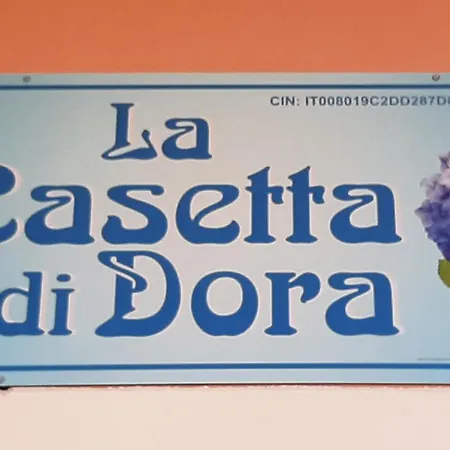 CIN: IT008019C2DD287D
La
Casetta
di Dora